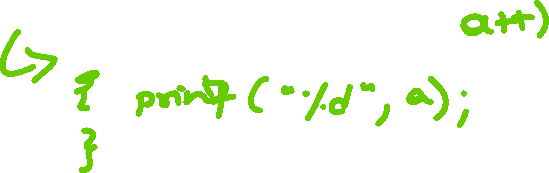 a++)
{ printf("%d", a);
}